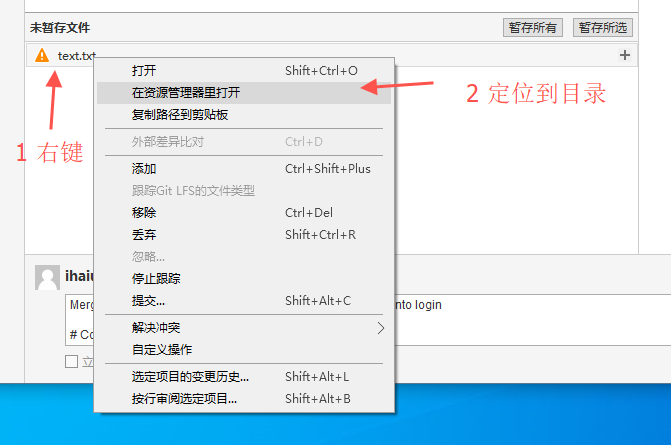 未暂存文件
暂存所有
暂存所选
text.txt
打开 Shift+Ctrl+O
在资源管理器里打开
复制路径到剪贴板
外部差异比对 Ctrl+D
添加 Ctrl+Shift+Plus
跟踪Git LFS的文件类型
移除 Ctrl+Del
丢弃 Shift+Ctrl+R
忽略...
停止跟踪
提交... Shift+Alt+C
解决冲突
自定义操作
选定项目的变更历史... Shift+Alt+L
按行审阅选定项目... Shift+Alt+B
1 右键
2 定位到目录
ihaiu
Merg
nto login
# Co
立